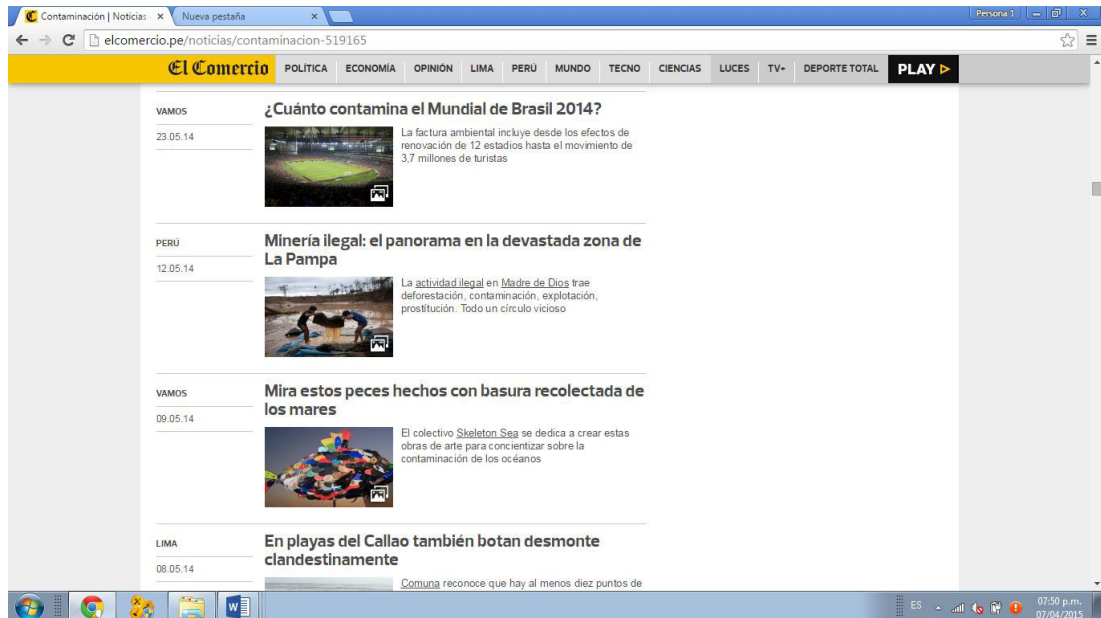 Contaminación | Noticias
Nueva pestaña
Persona 1
elcomercio.pe/noticias/contaminacion-519165
El Comercio POLÍTICA ECONOMÍA OPINIÓN LIMA PERÚ MUNDO TECNO CIENCIAS LUCES TV+ DEPORTE TOTAL PLAY
VAMOS
23.05.14
¿Cuánto contamina el Mundial de Brasil 2014?
La factura ambiental incluye desde los efectos de
renovación de 12 estadios hasta el movimiento de
3,7 millones de turistas
PERÚ
12.05.14
Minería ilegal: el panorama en la devastada zona de
La Pampa
La actividad ilegal en Madre de Dios trae
deforestación, contaminación, explotación,
prostitución. Todo un círculo vicioso
VAMOS
09.05.14
Mira estos peces hechos con basura recolectada de
los mares
El colectivo Skeleton Sea se dedica a crear estas
obras de arte para concientizar sobre la
contaminación de los océanos
LIMA
08.05.14
En playas del Callao también botan desmonte
clandestinamente
Comuna reconoce que hay al menos diez puntos de
ES
07:50 p.m.
07/04/2015